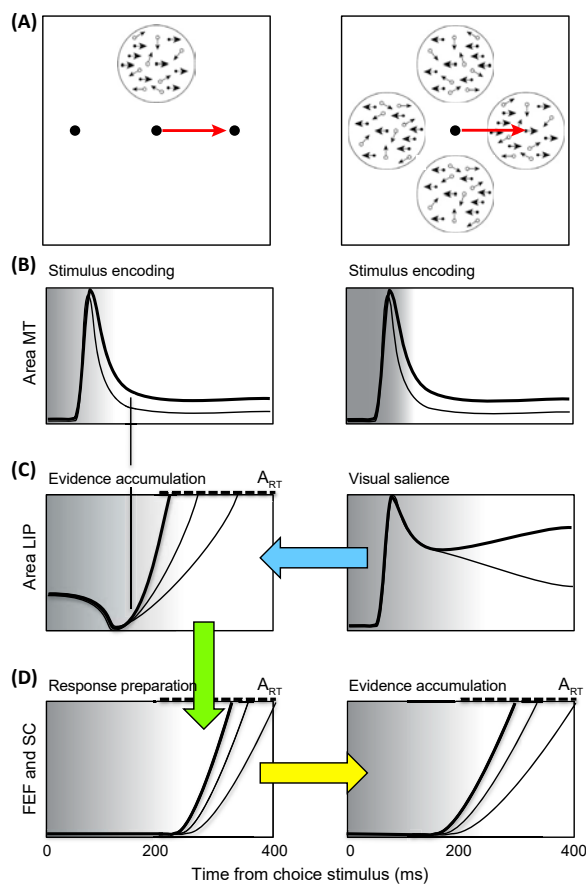 (A)
(B)
Stimulus encoding
Stimulus encoding
Area MT
(C)
Evidence accumulation
A_RT
Visual salience
Area LIP
(D)
Response preparation
A_RT
Evidence accumulation
A_RT
FEF and SC
0
200
400
0
200
400
Time from choice stimulus (ms)